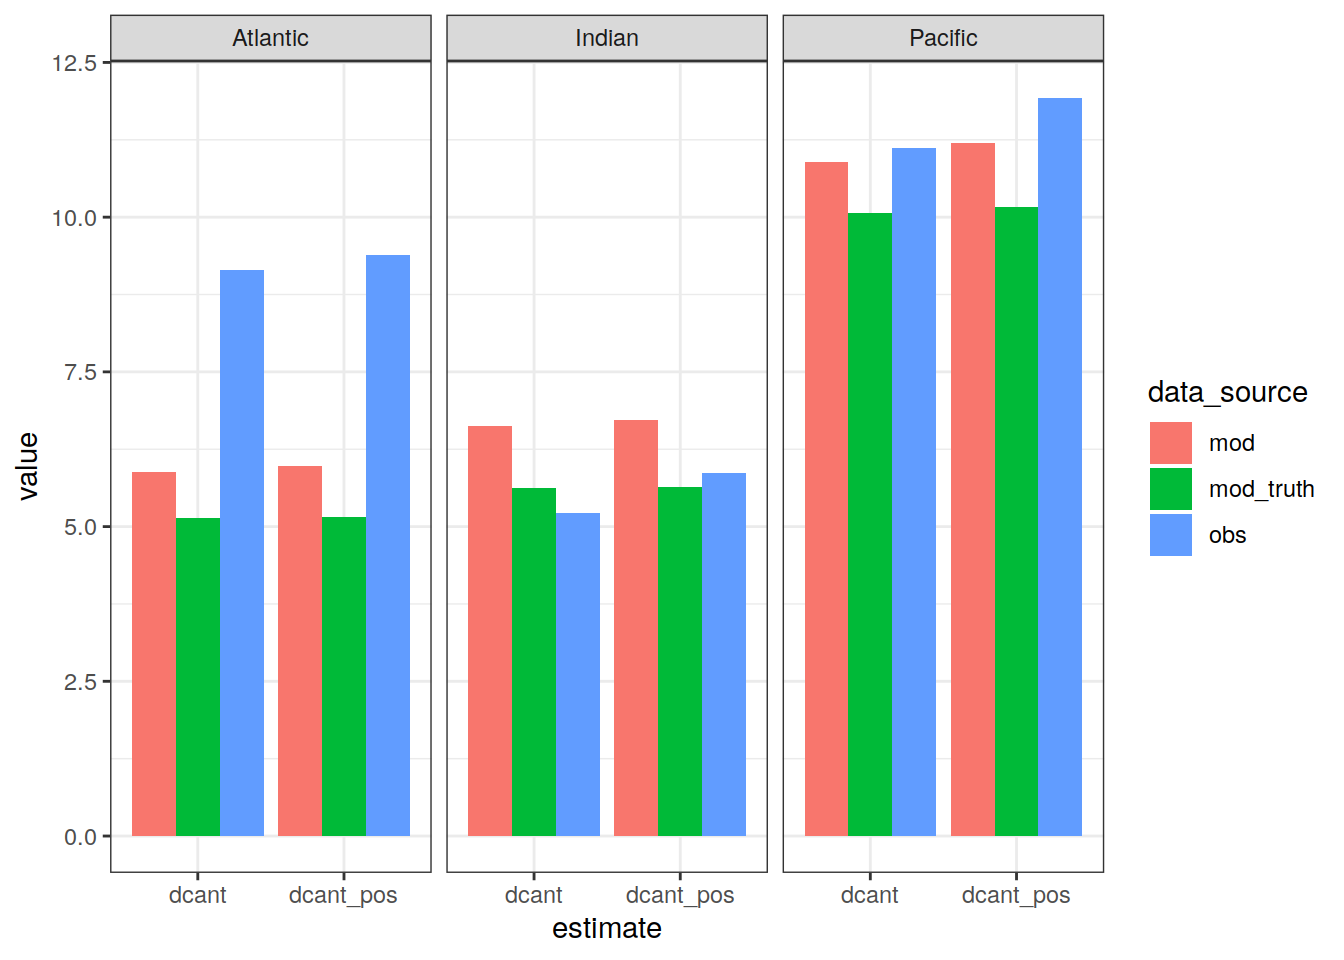 Atlantic
Indian
Pacific
12.5
10.0
7.5
5.0
2.5
0.0
value
dcant
dcant_pos
dcant
dcant_pos
dcant
dcant_pos
estimate
data_source
mod
mod_truth
obs